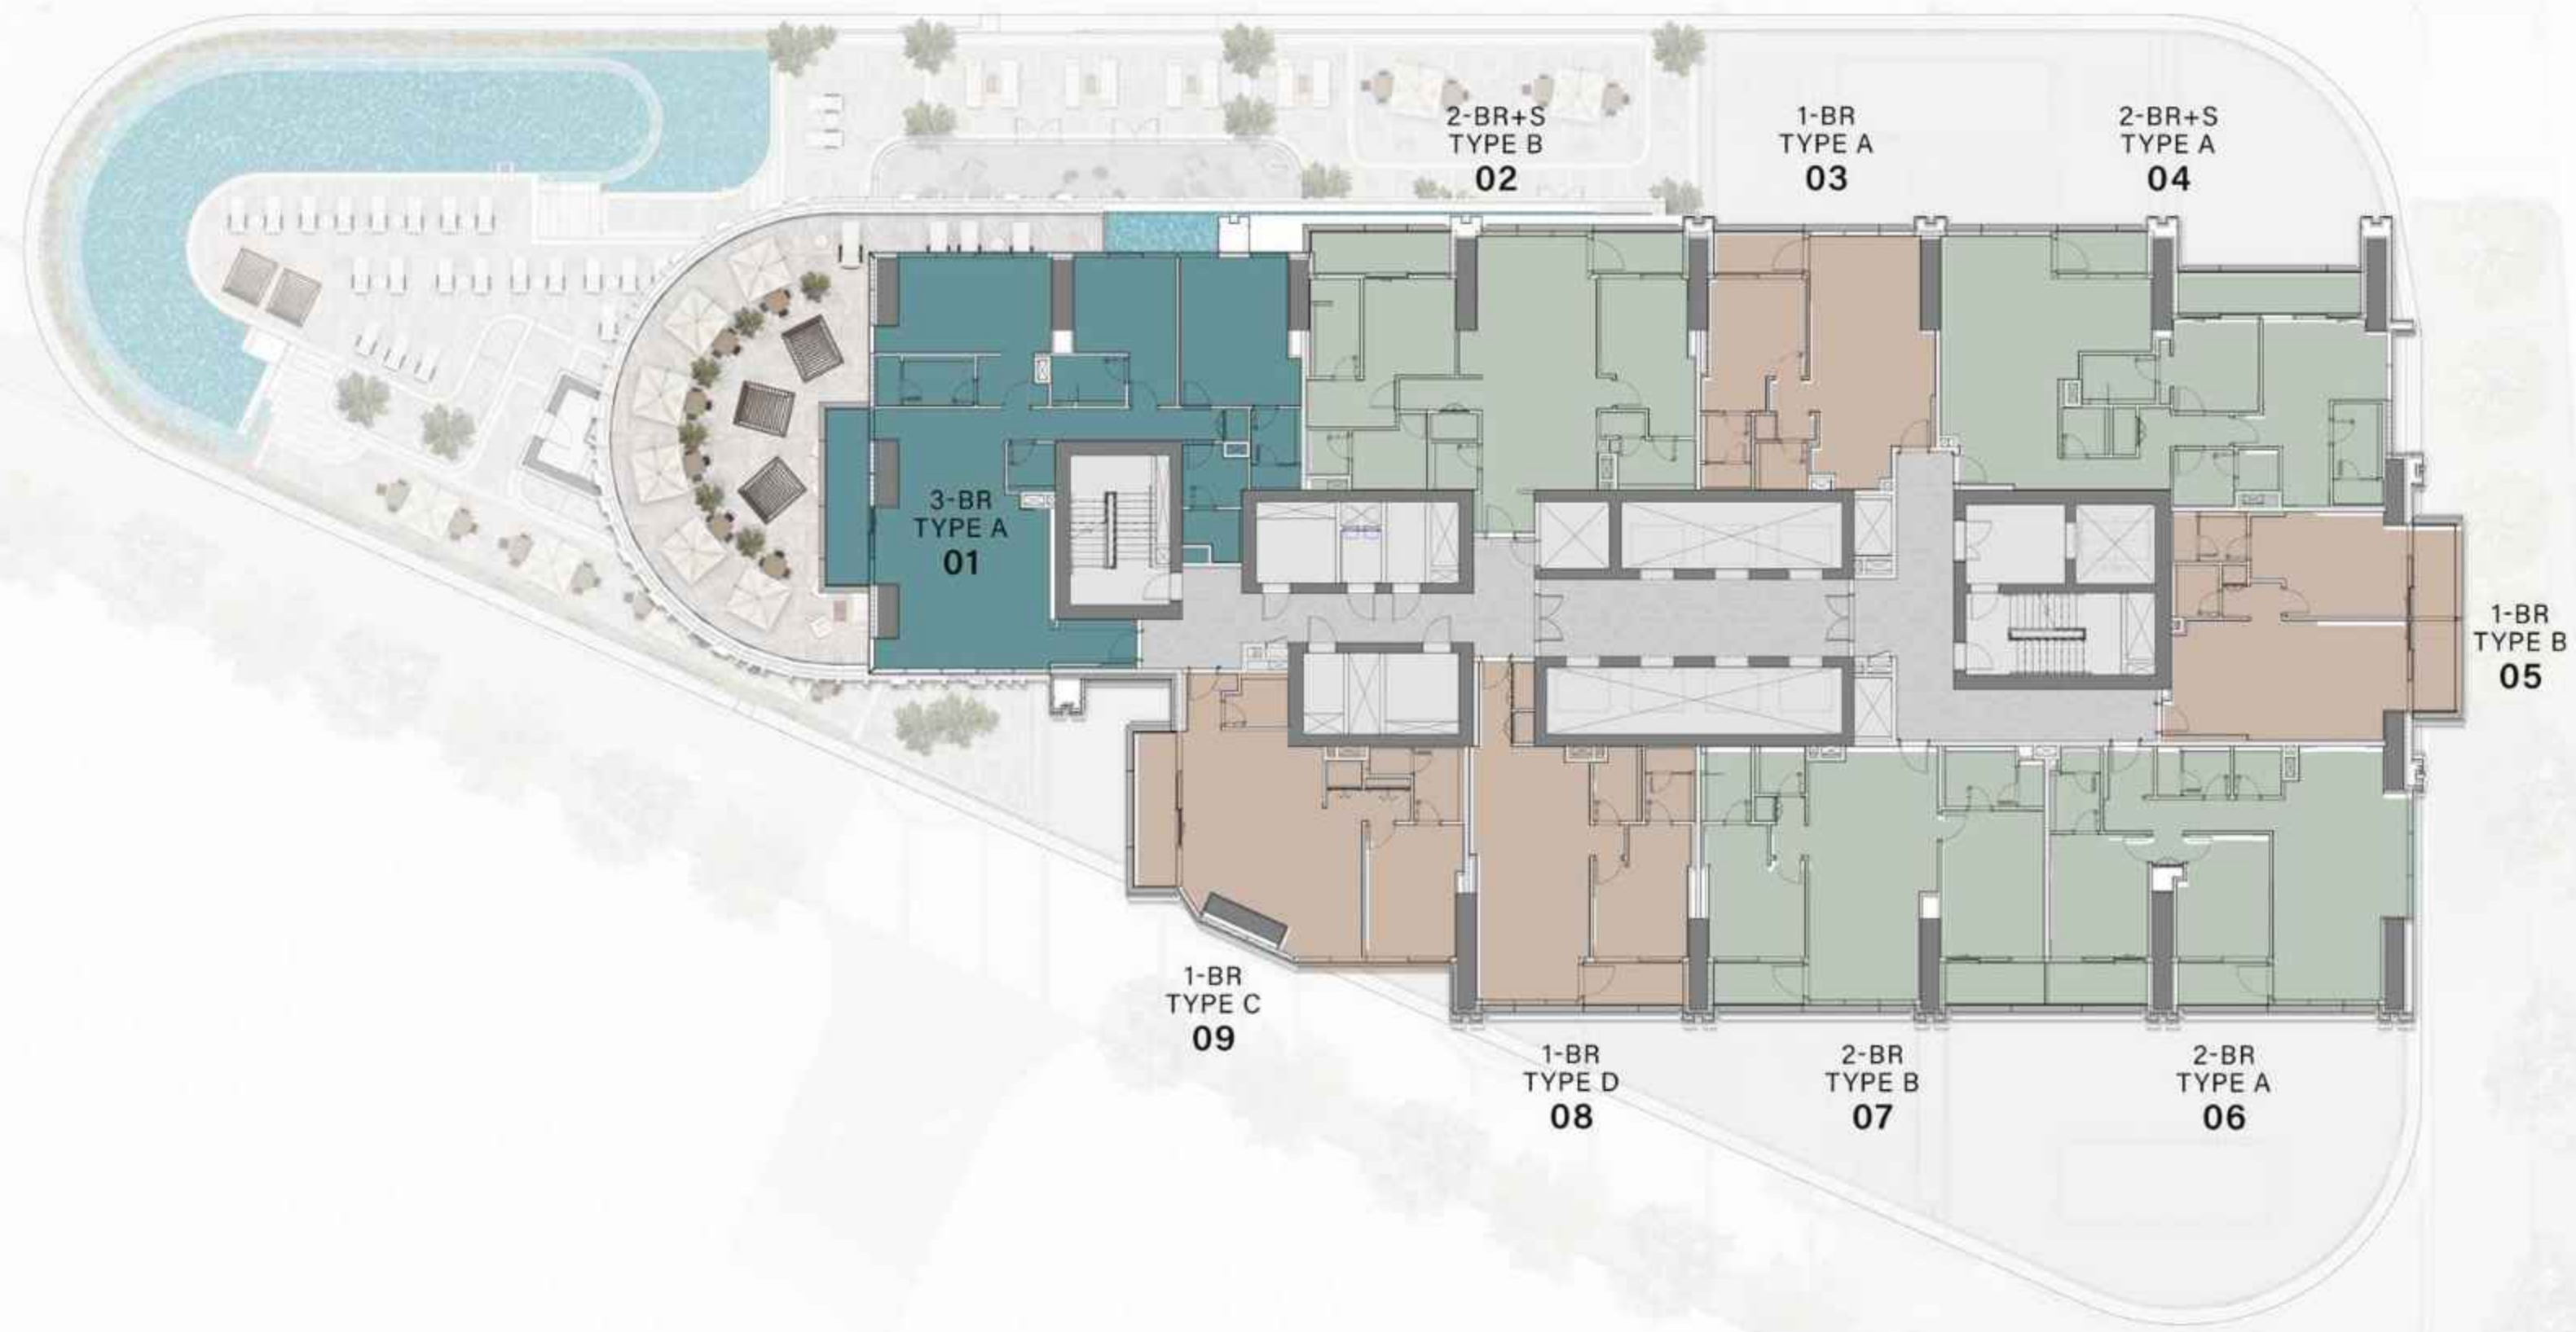 2-BR+S
TYPE B
02
1-BR
TYPE A
03
2-BR+S
TYPE A
04
3-BR
TYPE A
01
1-BR
TYPE B
05
1-BR
TYPE C
09
1-BR
TYPE D
08
2-BR
TYPE B
07
2-BR
TYPE A
06